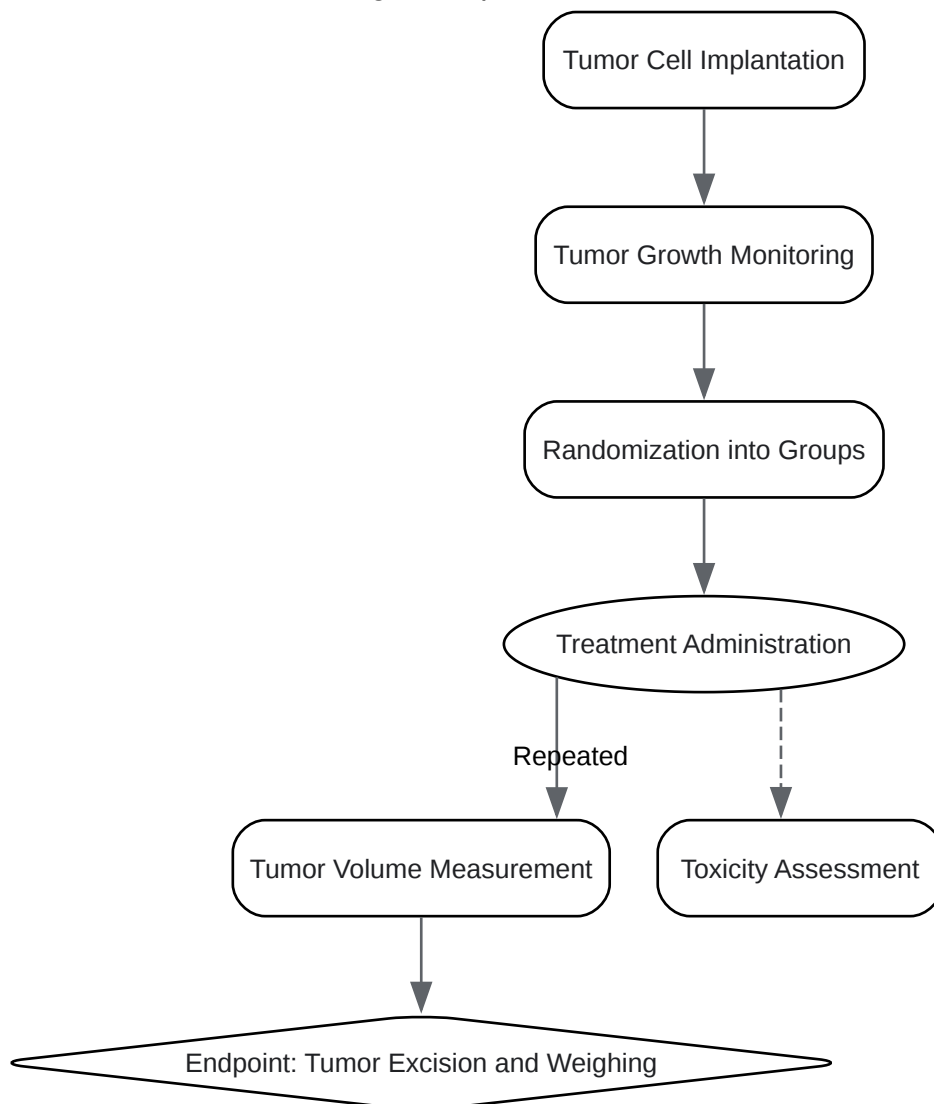 Tumor Cell Implantation
Tumor Growth Monitoring
Randomization into Groups
Treatment Administration
Repeated
Tumor Volume Measurement
Toxicity Assessment
Endpoint: Tumor Excision and Weighing